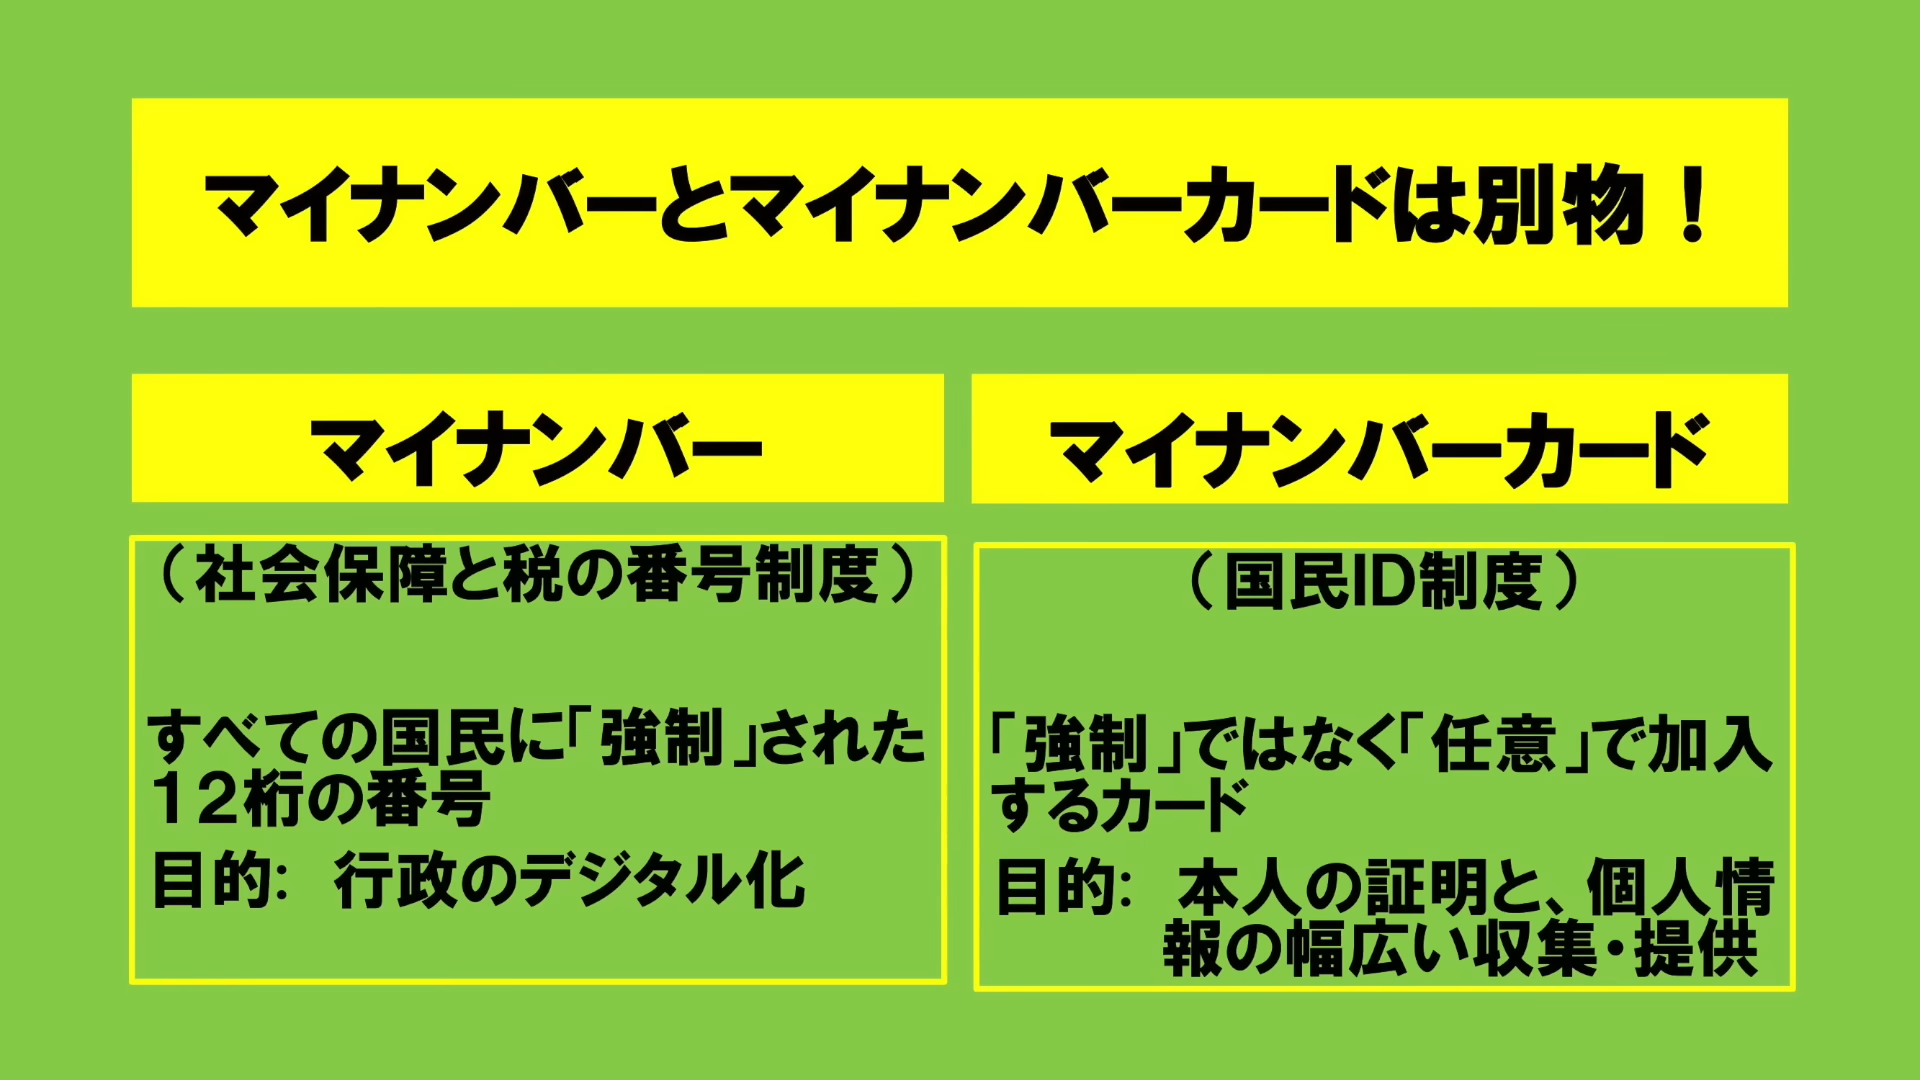 マイナンバーとマイナンバーカードは別物！
マイナンバー
（社会保障と税の番号制度）
すべての国民に「強制」された
１２桁の番号
目的:　行政のデジタル化
マイナンバーカード
（国民ID制度）
「強制」ではなく「任意」で加入
するカード
目的:　本人の証明と、個人情
報の幅広い収集・提供